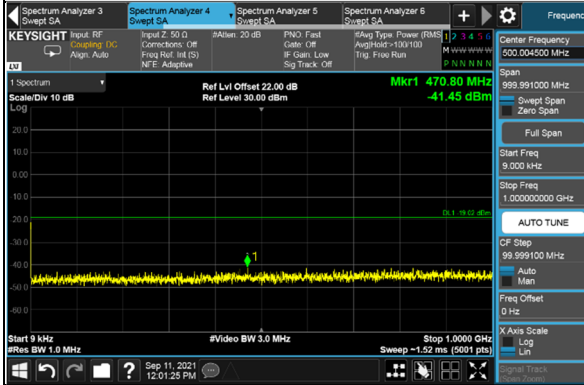 Spectrum Analyzer 3
Swept SA
Spectrum Analyzer 4
Swept SA
Spectrum Analyzer 5
Swept SA
Spectrum Analyzer 6
Swept SA
+
Frequenc
KEYSIGHT
Input: RF
Coupling: DC
Align: Auto
Input Z: 50 Ω
Corrections: Off
Freq Ref: Int (S)
NFE: Adaptive
#Atten: 20 dB
PNO: Fast
Gate: Off
IF Gain: Low
Sig Track: Off
#Avg Type: Power (RMS)
Avg|Hold:>100/100
Trig: Free Run
1 2 3 4 5 6
M W W W W W
P N N N N N
LXI
1 Spectrum
Scale/Div 10 dB
Log
Ref Lvl Offset 22.00 dB
Ref Level 30.00 dBm
Mkr1 470.80 MHz
-41.45 dBm
20.0
10.0
0.00
-10.0
-20.0
-30.0
-40.0
-50.0
-60.0
1
Start 9 kHz
#Res BW 1.0 MHz
#Video BW 3.0 MHz
Stop 1.0000 GHz
Sweep ~1.52 ms (5001 pts)
Center Frequency
500.004500 MHz
Span
999.991000 MHz
Swept Span
Zero Span
Full Span
Start Freq
9.000 kHz
Stop Freq
1.000000000 GHz
AUTO TUNE
CF Step
99.999100 MHz
Auto
Man
Freq Offset
0 Hz
X Axis Scale
Log
Lin
Signal Track
(Span Zoom)
?
Sep 11, 2021
12:01:25 PM